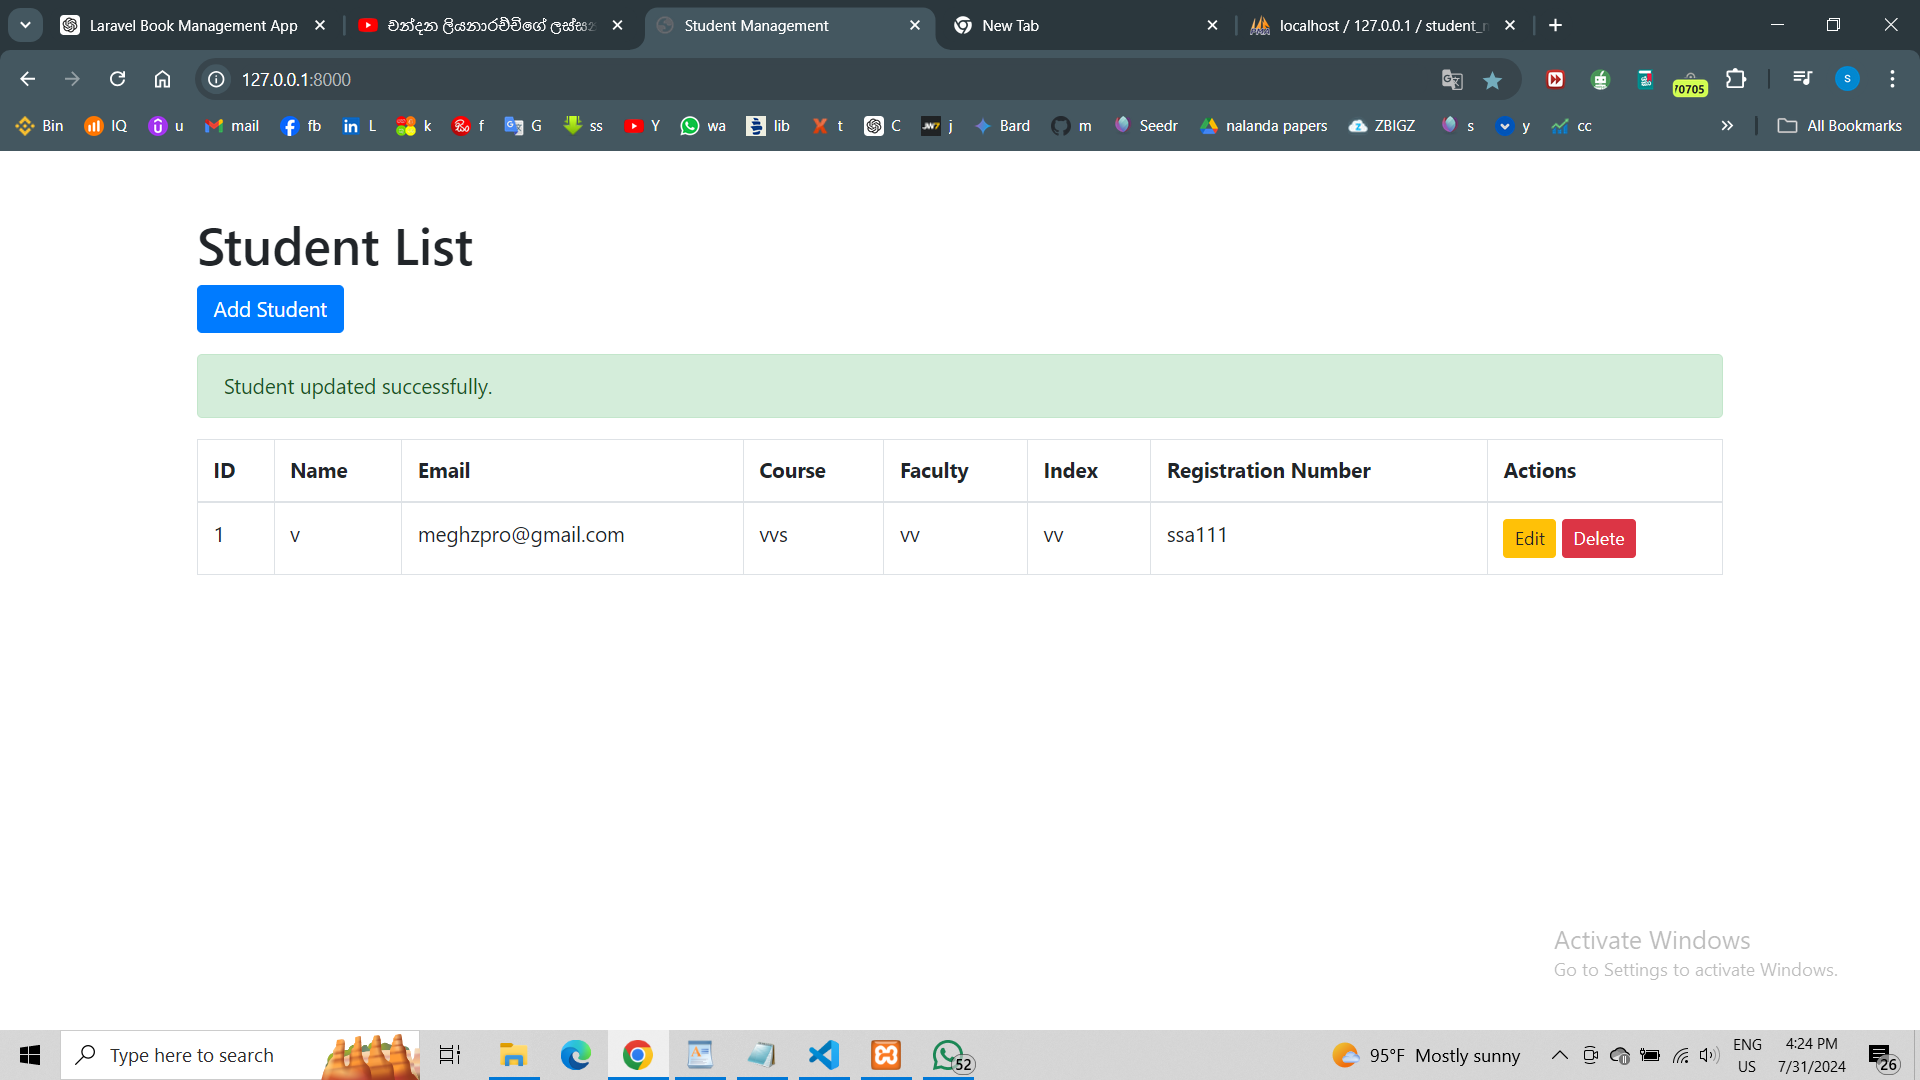 Laravel Book Management App
චන්දන ලියනාරච්චිගේ ලස්සන
Student Management
New Tab
localhost / 127.0.0.1 / student_
127.0.0.1:8000
70705
s
Bin
IQ
u
mail
fb
L
k
f
G
ss
Y
wa
lib
t
C
j
Bard
m
Seedr
nalanda papers
ZBIGZ
s
y
cc
All Bookmarks
Student List
Add Student
Student updated successfully.
ID Name Email Course Faculty Index Registration Number Actions
1 v meghzpro@gmail.com vvs vv vv ssa111 Edit Delete
Activate Windows
Go to Settings to activate Windows.
Type here to search
52
95°F Mostly sunny
ENG
US
4:24 PM
7/31/2024
26